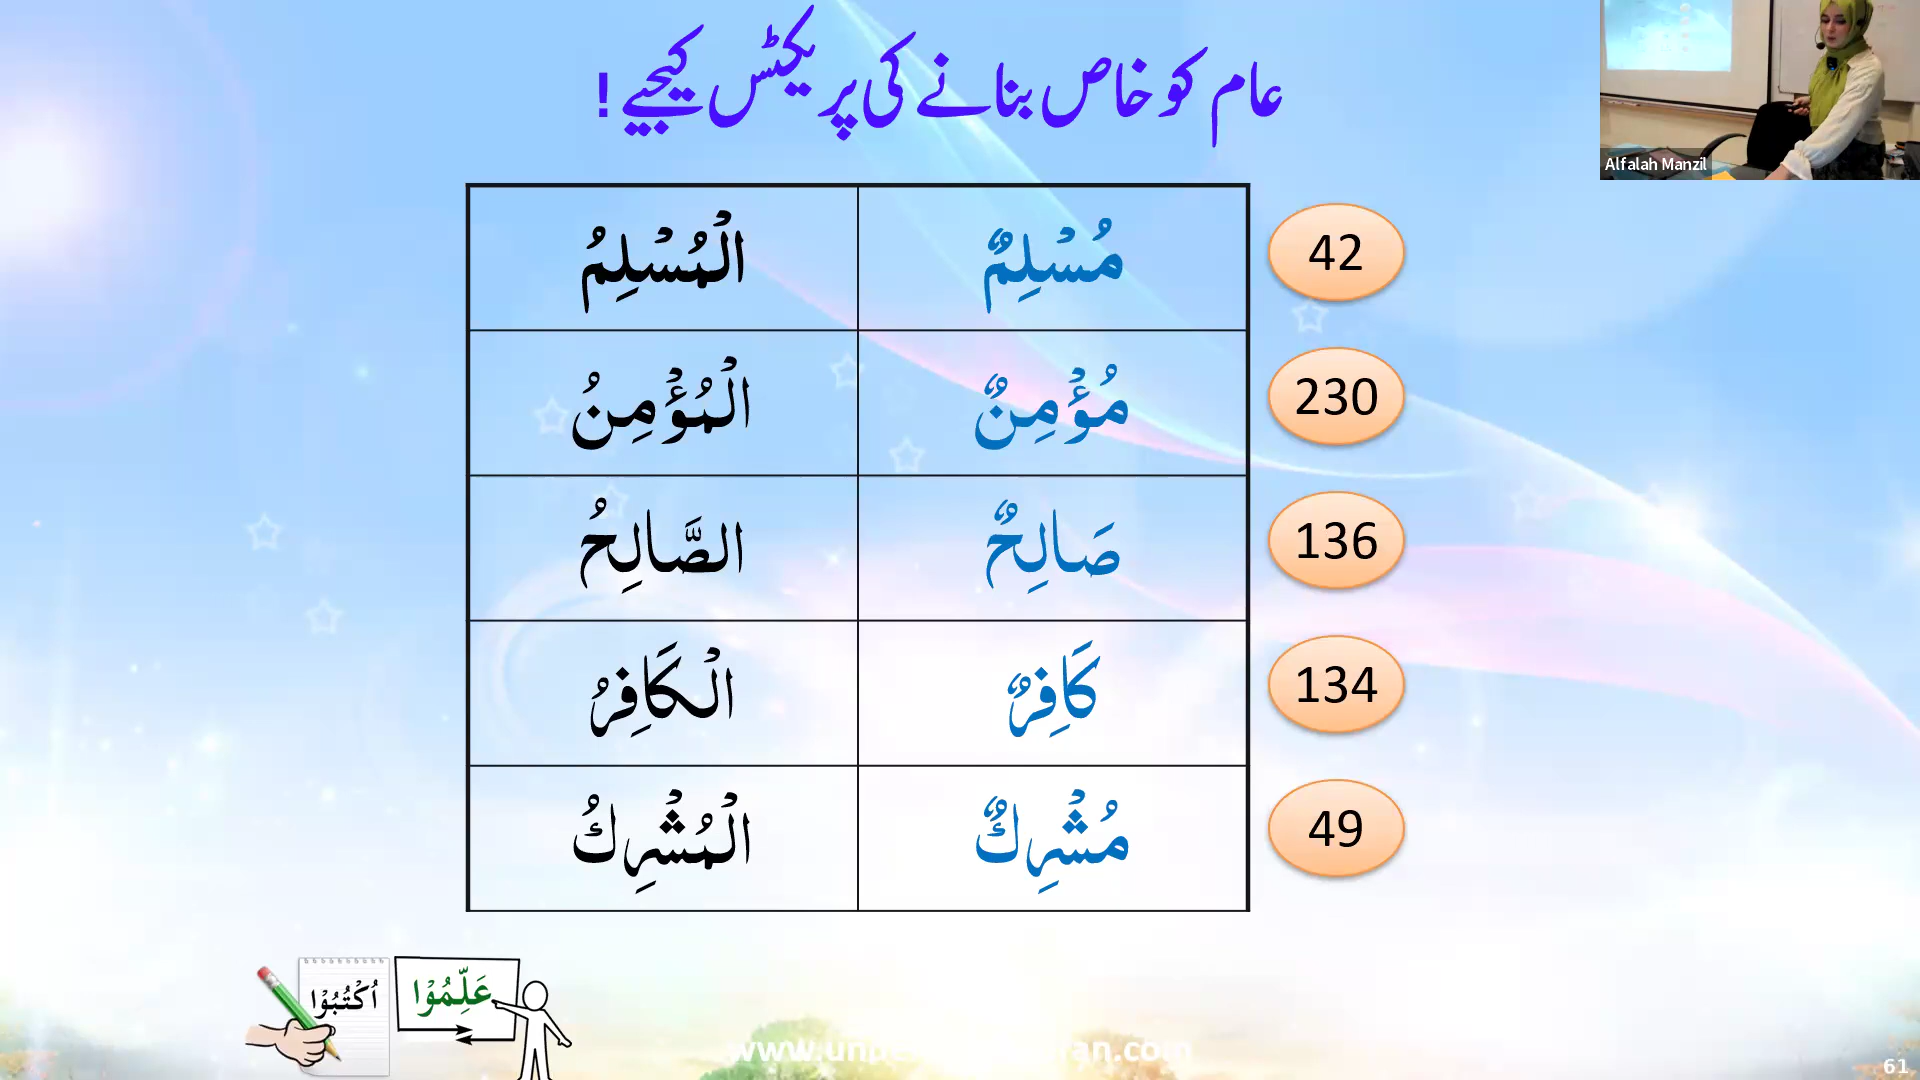 عام کو خاص بنانے کی پریکٹس کیجیے!
Alfalah Manzil
42 مُسْلِمٌ الْمُسْلِمُ
230 مُؤْمِنٌ الْمُؤْمِنُ
136 صَالِحٌ الصَّالِحُ
134 كَافِرٌ الْكَافِرُ
49 مُشْرِكٌ الْمُشْرِكُ
عَلِّمُوْا
اُكْتُبُوْا
61